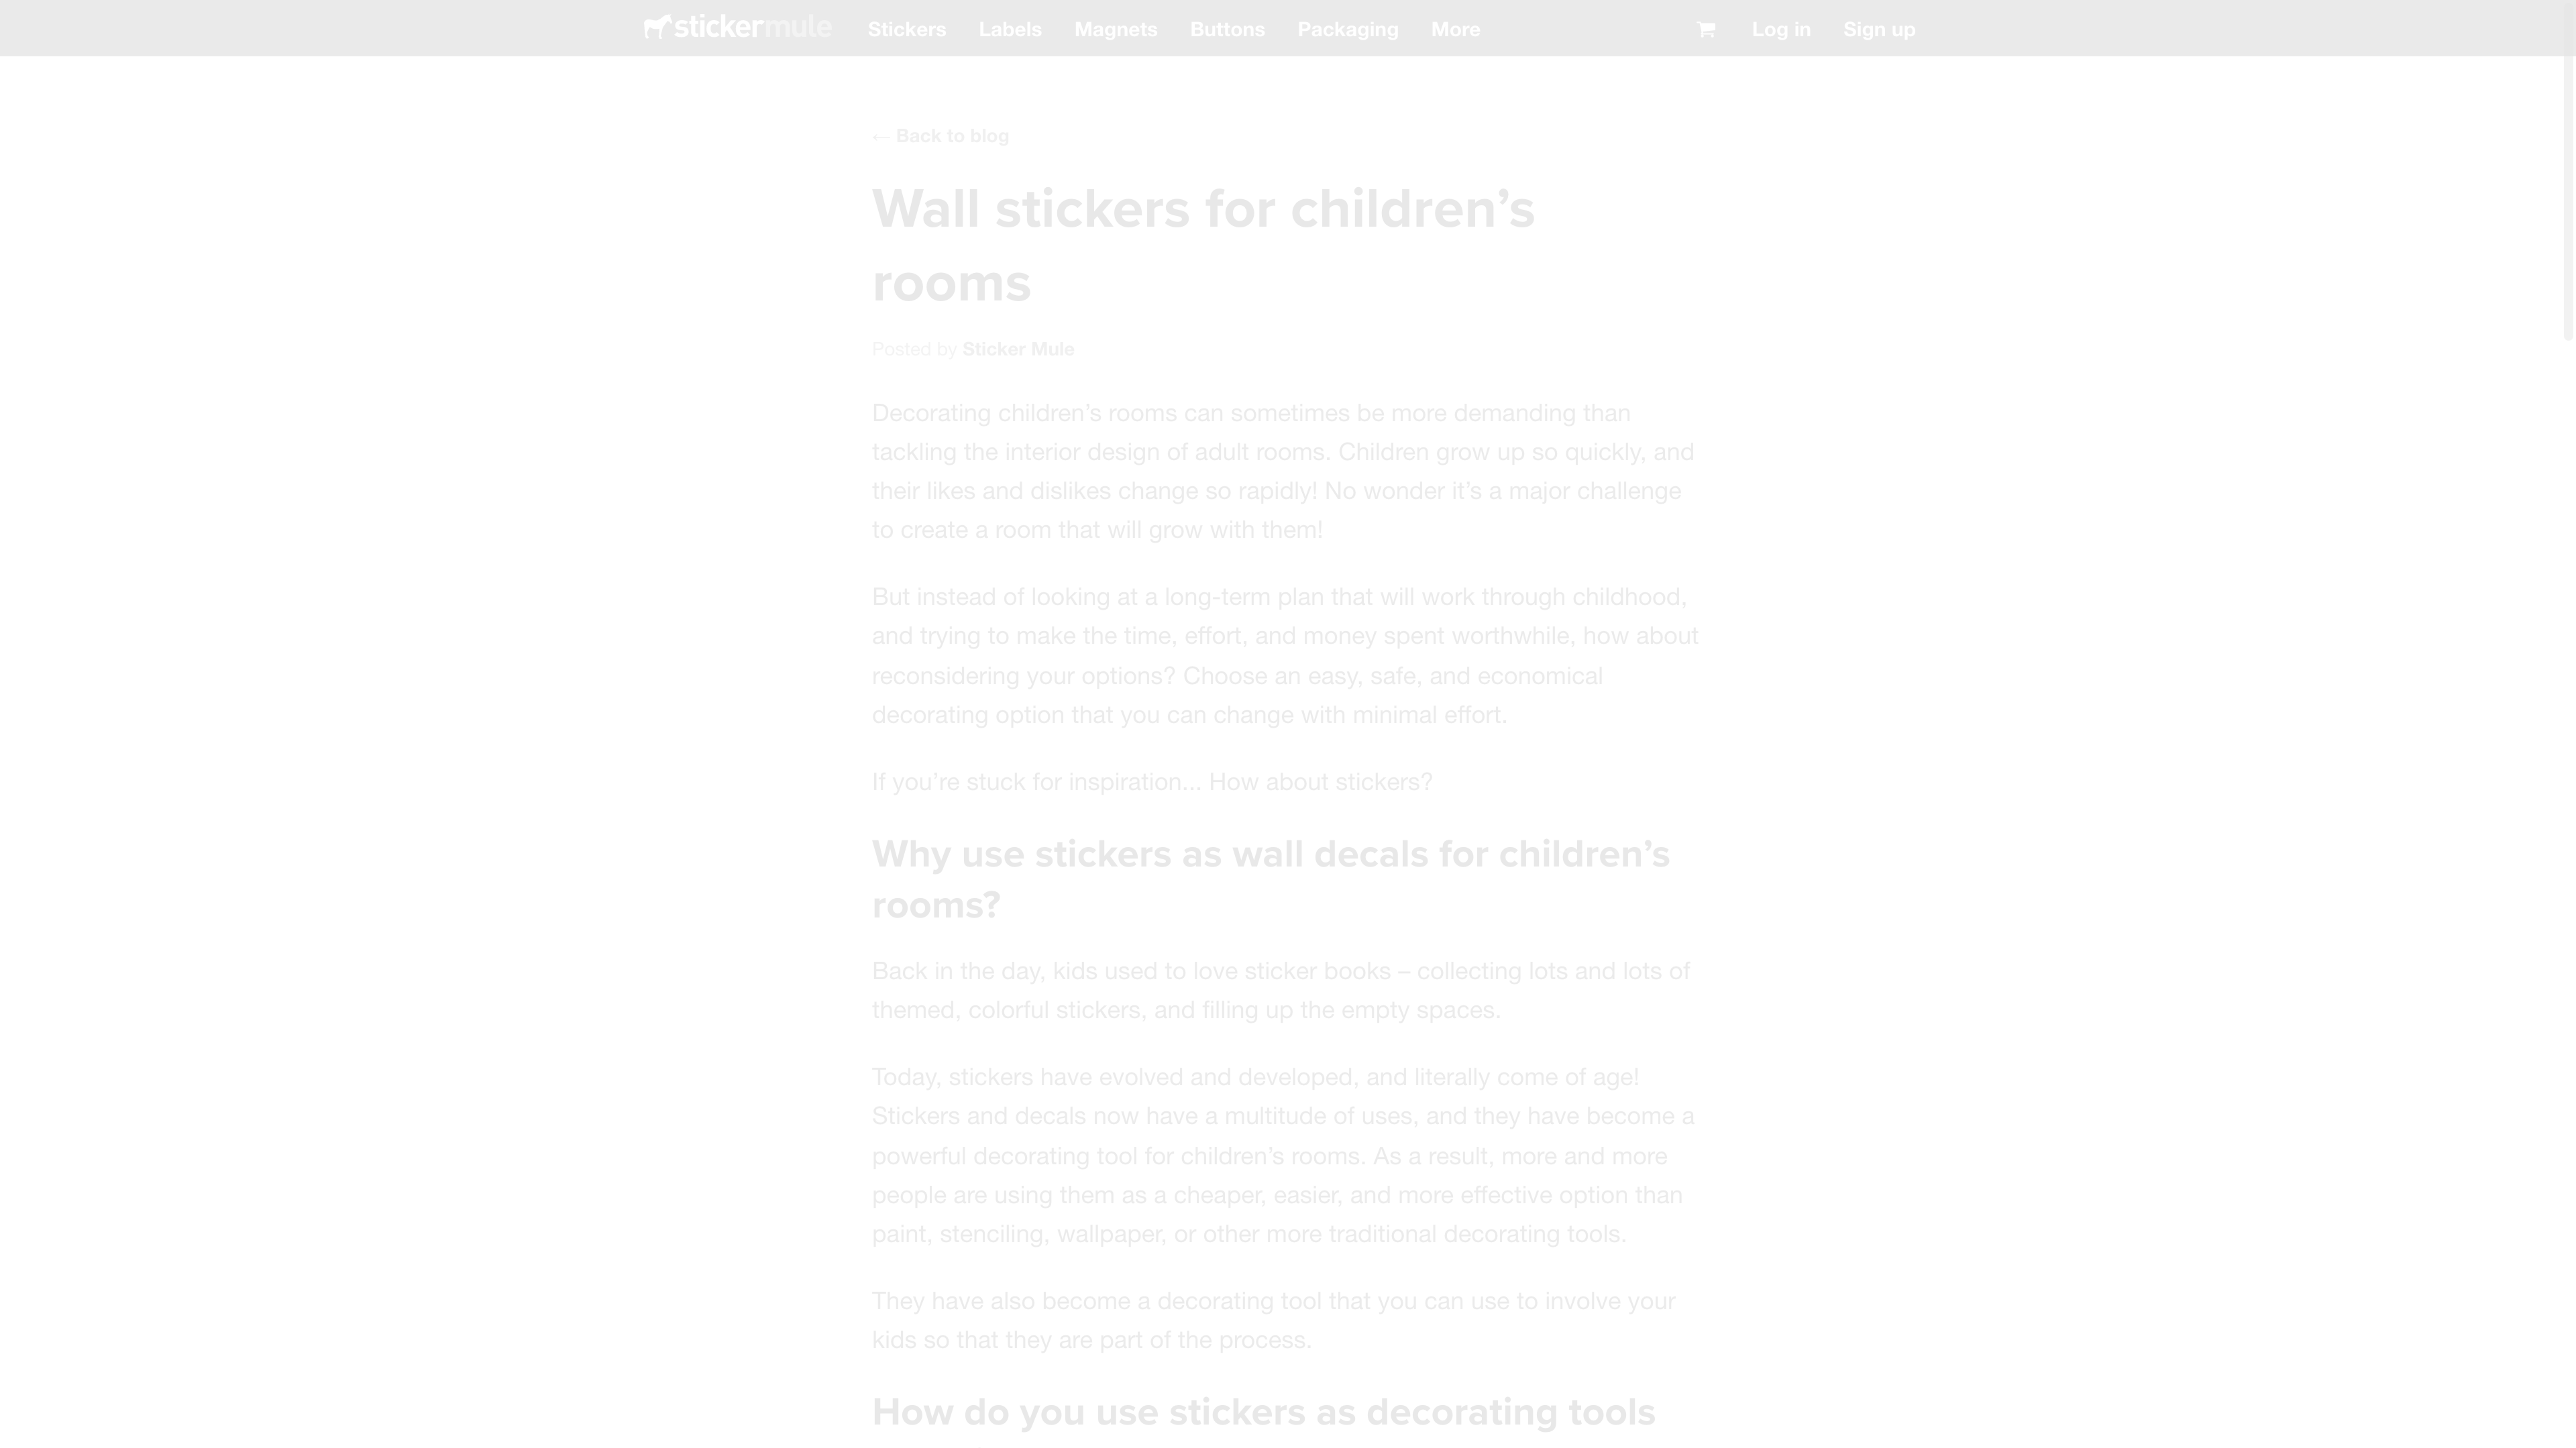 stickermule Stickers Labels Magnets Buttons Packaging More Log in Sign up
← Back to blog
Wall stickers for children’s
rooms
Posted by Sticker Mule
Decorating children’s rooms can sometimes be more demanding than
tackling the interior design of adult rooms. Children grow up so quickly, and
their likes and dislikes change so rapidly! No wonder it’s a major challenge
to create a room that will grow with them!
But instead of looking at a long-term plan that will work through childhood,
and trying to make the time, effort, and money spent worthwhile, how about
reconsidering your options? Choose an easy, safe, and economical
decorating option that you can change with minimal effort.
If you’re stuck for inspiration... How about stickers?
Why use stickers as wall decals for children’s
rooms?
Back in the day, kids used to love sticker books – collecting lots and lots of
themed, colorful stickers, and filling up the empty spaces.
Today, stickers have evolved and developed, and literally come of age!
Stickers and decals now have a multitude of uses, and they have become a
powerful decorating tool for children’s rooms. As a result, more and more
people are using them as a cheaper, easier, and more effective option than
paint, stenciling, wallpaper, or other more traditional decorating tools.
They have also become a decorating tool that you can use to involve your
kids so that they are part of the process.
How do you use stickers as decorating tools